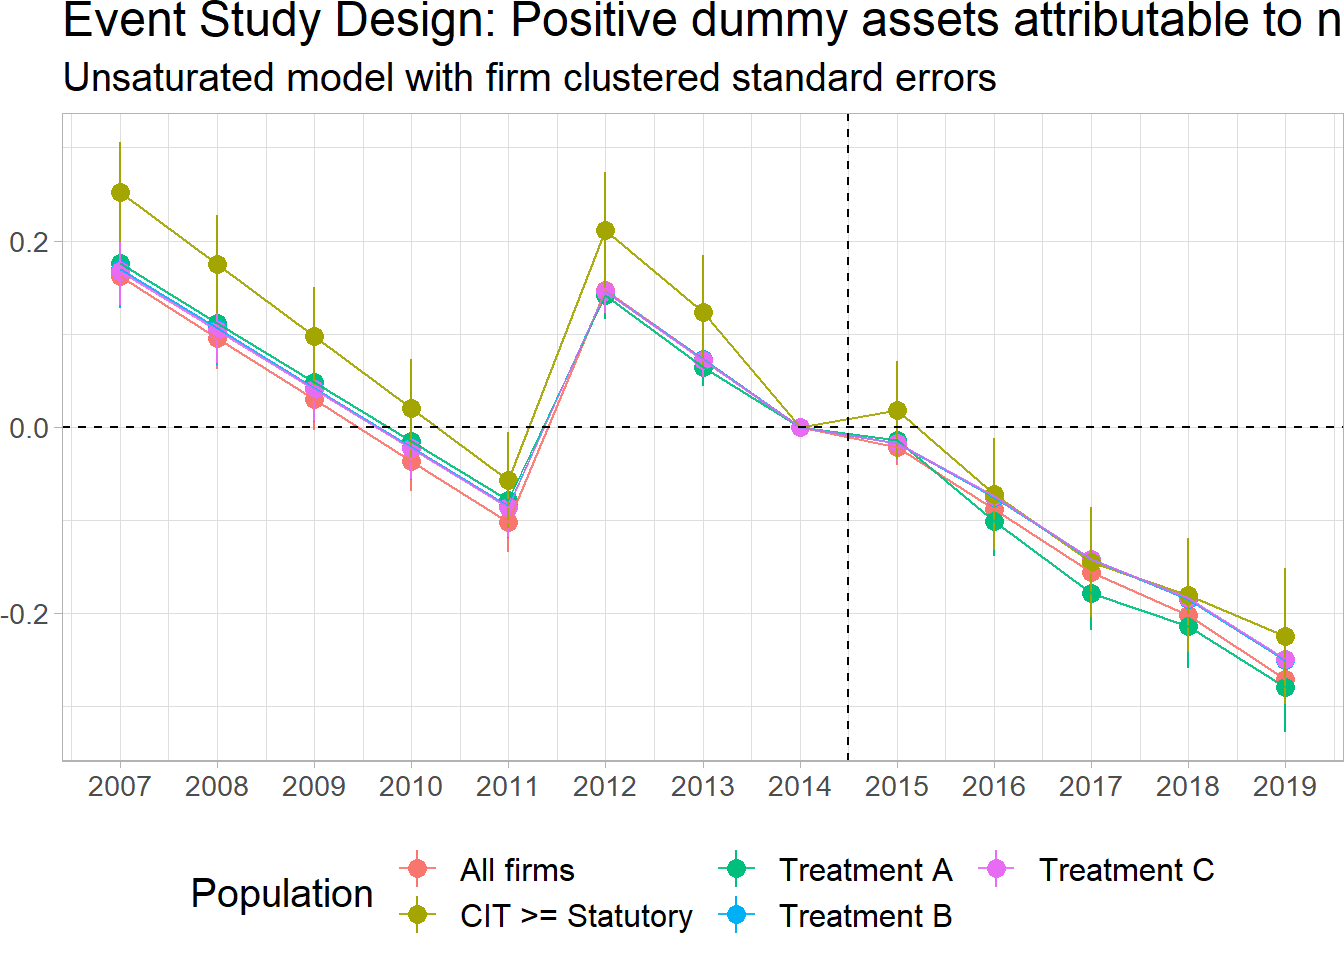 Event Study Design: Positive dummy assets attributable to n
Unsaturated model with firm clustered standard errors
0.2
0.0
-0.2
2007 2008 2009 2010 2011 2012 2013 2014 2015 2016 2017 2018 2019
Population
All firms
Treatment A
Treatment C
CIT >= Statutory
Treatment B